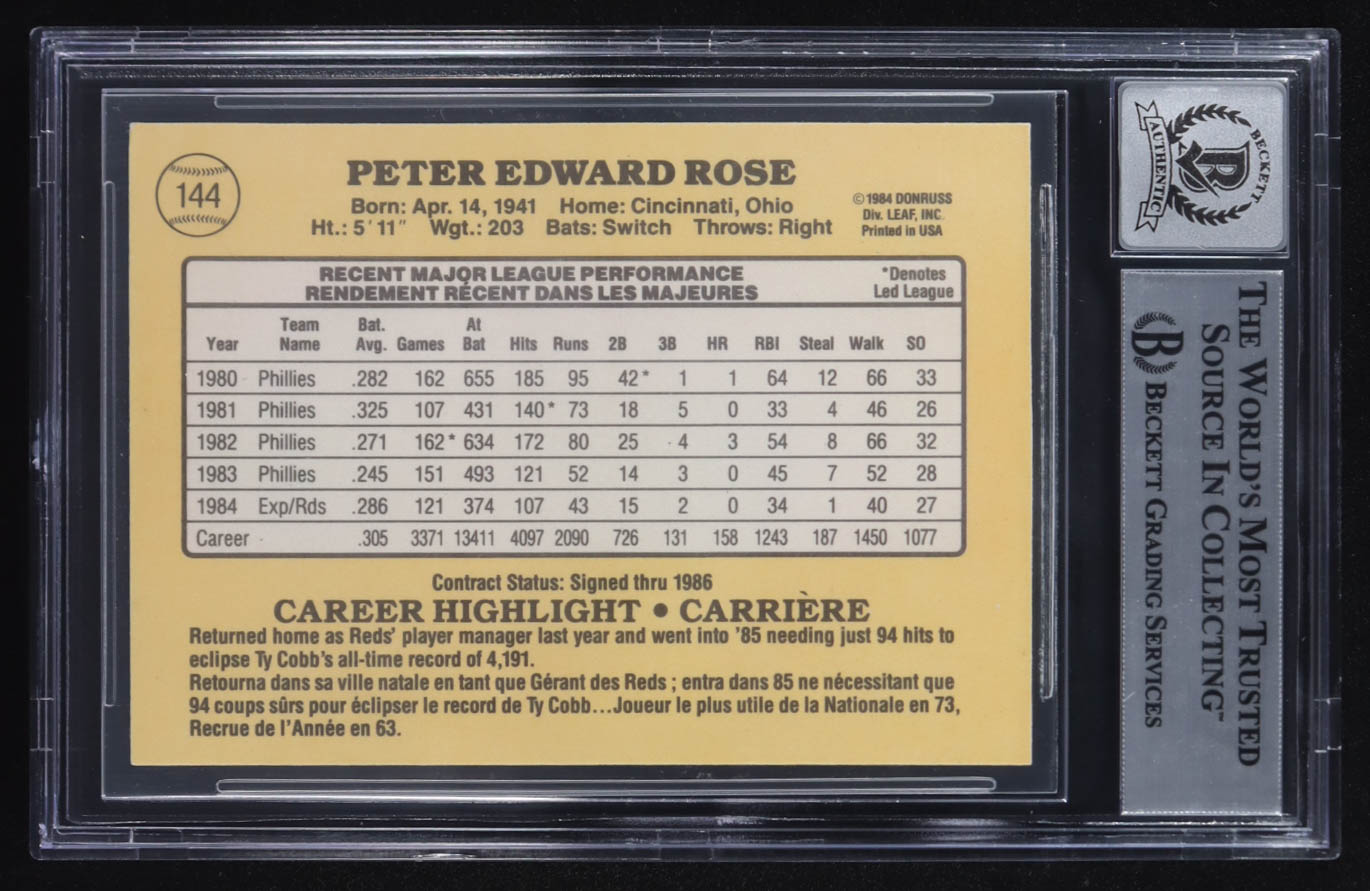 144
PETER EDWARD ROSE
Born: Apr. 14, 1941 Home: Cincinnati, Ohio
Ht.: 5' 11" Wgt.: 203 Bats: Switch Throws: Right
© 1984 DONRUSS
Div. LEAF, INC.
Printed in USA
RECENT MAJOR LEAGUE PERFORMANCE
RENDEMENT RÉCENT DANS LES MAJEURES
*Denotes
Led League
Year Team Name Bat. Avg. Games At Bat Hits Runs 2B 3B HR RBI Steal Walk SO
1980 Phillies .282 162 655 185 95 42* 1 1 64 12 66 33
1981 Phillies .325 107 431 140* 73 18 5 0 33 4 46 26
1982 Phillies .271 162* 634 172 80 25 4 3 54 8 66 32
1983 Phillies .245 151 493 121 52 14 3 0 45 7 52 28
1984 Exp/Rds .286 121 374 107 43 15 2 0 34 1 40 27
Career .305 3371 13411 4097 2090 726 131 158 1243 187 1450 1077
Contract Status: Signed thru 1986
CAREER HIGHLIGHT • CARRIÈRE
Returned home as Reds' player manager last year and went into '85 needing just 94 hits to
eclipse Ty Cobb's all-time record of 4,191.
Retourna dans sa ville natale en tant que Gérant des Reds ; entra dans 85 ne nécessitant que
94 coups sûrs pour éclipser le record de Ty Cobb...Joueur le plus utile de la Nationale en 73,
Recrue de l'Année en 63.
BECKETT
AUTHENTIC
THE WORLD'S MOST TRUSTED
SOURCE IN COLLECTING™
BECKETT GRADING SERVICES